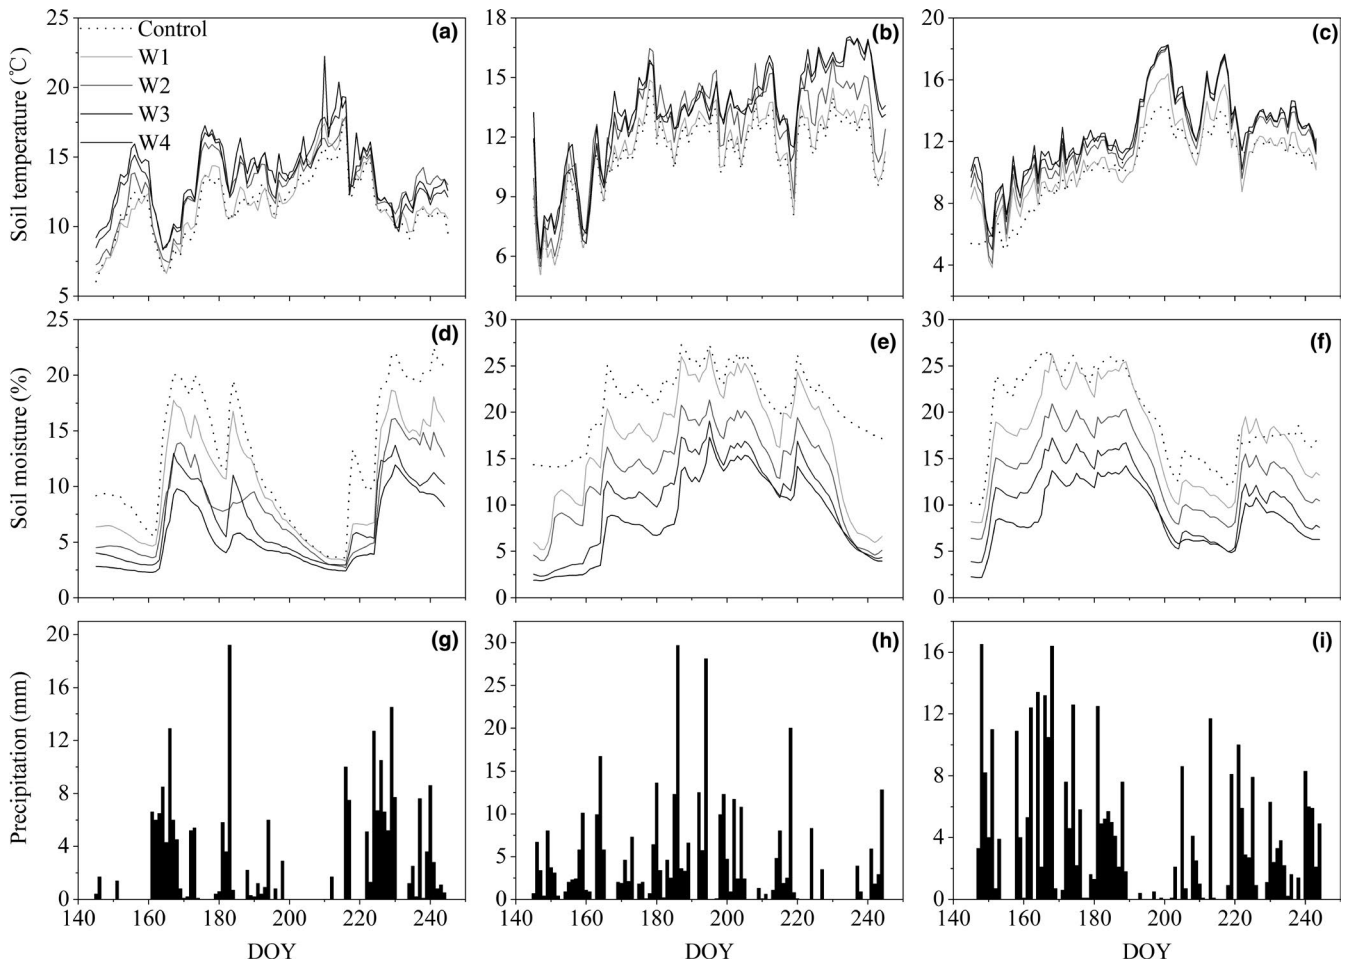 25
20
15
10
5
Soil temperature (℃)
Control
W1
W2
W3
W4
(a)
18
15
12
9
6
(b)
20
16
12
8
4
(c)
25
20
15
10
5
0
Soil moisture (%)
(d)
30
25
20
15
10
5
0
(e)
30
25
20
15
10
5
0
(f)
20
16
12
8
4
0
Precipitation (mm)
(g)
30
25
20
15
10
5
0
(h)
16
12
8
4
0
(i)
140 160 180 200 220 240
140 160 180 200 220 240
140 160 180 200 220 240
DOY
DOY
DOY